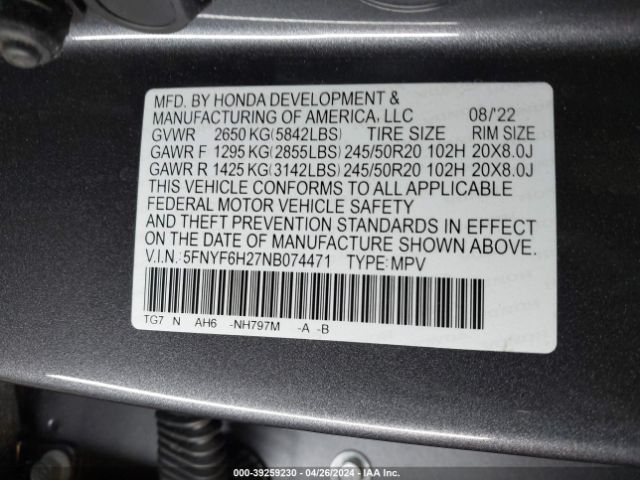 MFD. BY HONDA DEVELOPMENT &
MANUFACTURING OF AMERICA, LLC 08/'22
GVWR 2650 KG(5842LBS) TIRE SIZE RIM SIZE
GAWR F 1295 KG(2855LBS) 245/50R20 102H 20X8.0J
GAWR R 1425 KG(3142LBS) 245/50R20 102H 20X8.0J
THIS VEHICLE CONFORMS TO ALL APPLICABLE
FEDERAL MOTOR VEHICLE SAFETY
AND THEFT PREVENTION STANDARDS IN EFFECT
ON THE DATE OF MANUFACTURE SHOWN ABOVE.
V.I.N.: 5FNYF6H27NB074471 TYPE: MPV
TG7 N AH6 -NH797M -A -B
000-39259230 - 04/26/2024 - IAA Inc.